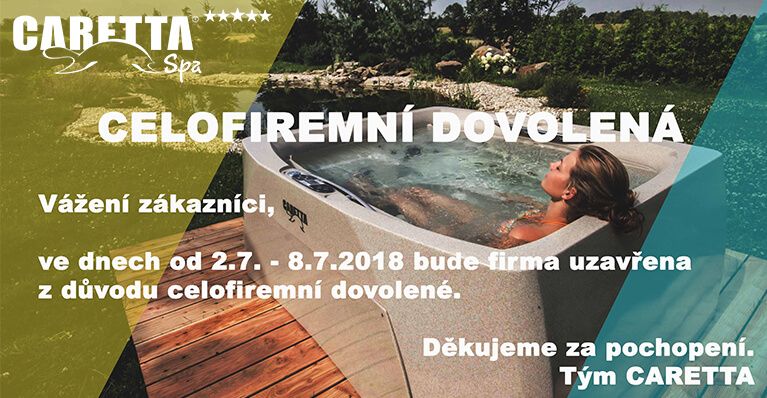 CARETTA®
Spa
CELOFIREMNÍ DOVOLENÁ
Vážení zákazníci,
ve dnech od 2.7. - 8.7.2018 bude firma uzavřena
z důvodu celofiremní dovolené.
CARETTA
Děkujeme za pochopení.
Tým CARETTA